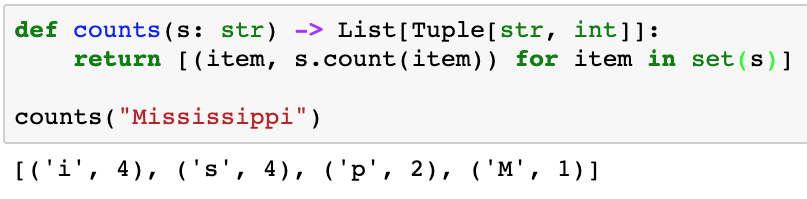 def counts(s: str) -> List[Tuple[str, int]]:
    return [(item, s.count(item)) for item in set(s)]
counts("Mississippi")
[('i', 4), ('s', 4), ('p', 2), ('M', 1)]